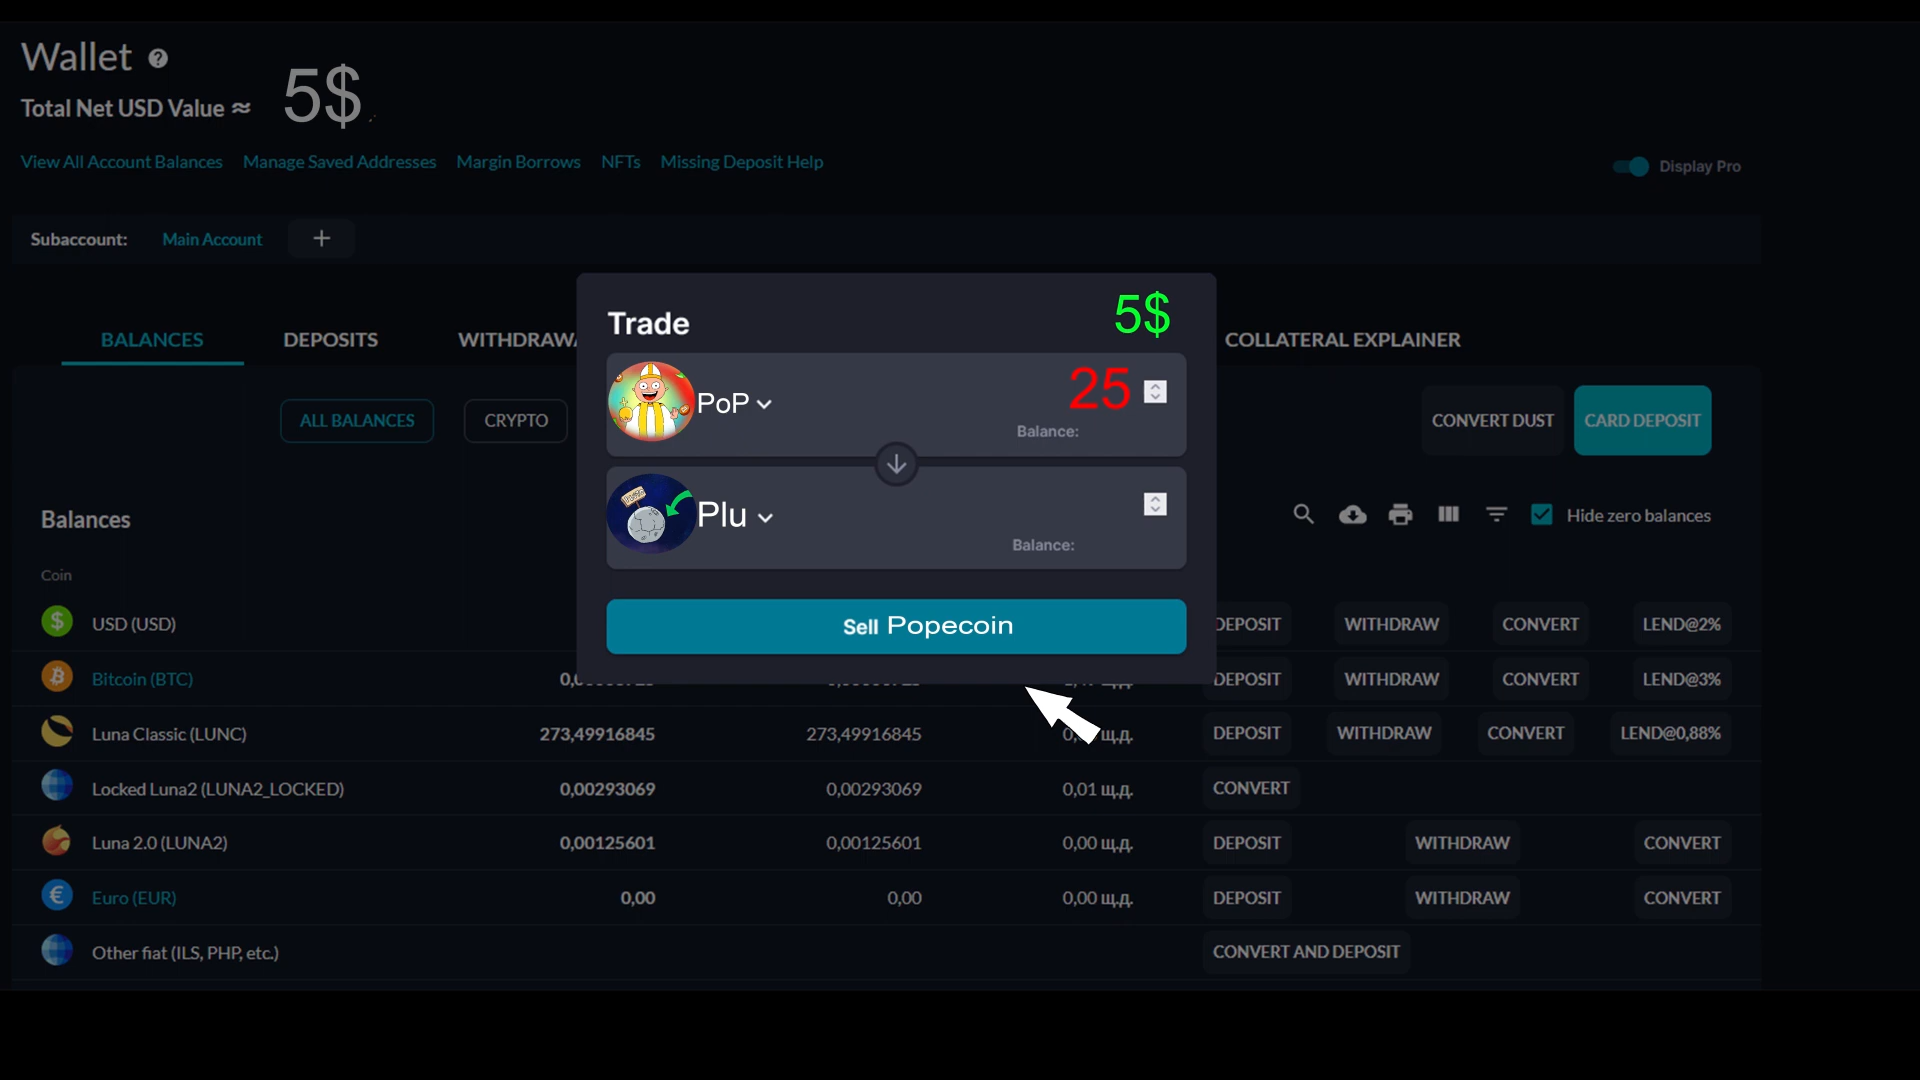 Wallet
5$
Total Net USD Value ≈
View All Account Balances Manage Saved Addresses Margin Borrows NFTs Missing Deposit Help
Display Pro
Subaccount: Main Account +
Trade 5$
BALANCES DEPOSITS COLLATERAL EXPLAINER
PoP 25
Balance:
ALL BALANCES CRYPTO CONVERT DUST CARD DEPOSIT
Plu
Balance:
Balances Hide zero balances
Coin
Sell Popecoin
USD (USD) DEPOSIT WITHDRAW CONVERT LEND@2%
Bitcoin (BTC) DEPOSIT WITHDRAW CONVERT LEND@3%
Luna Classic (LUNC) 273,49916845 273,49916845 щ.д. DEPOSIT WITHDRAW CONVERT LEND@0,88%
Locked Luna2 (LUNA2_LOCKED) 0,00293069 0,00293069 0,01 щ.д. CONVERT
Luna 2.0 (LUNA2) 0,00125601 0,00125601 0,00 щ.д. DEPOSIT WITHDRAW CONVERT
Euro (EUR) 0,00 0,00 0,00 щ.д. DEPOSIT WITHDRAW CONVERT
Other fiat (ILS, PHP, etc.) CONVERT AND DEPOSIT